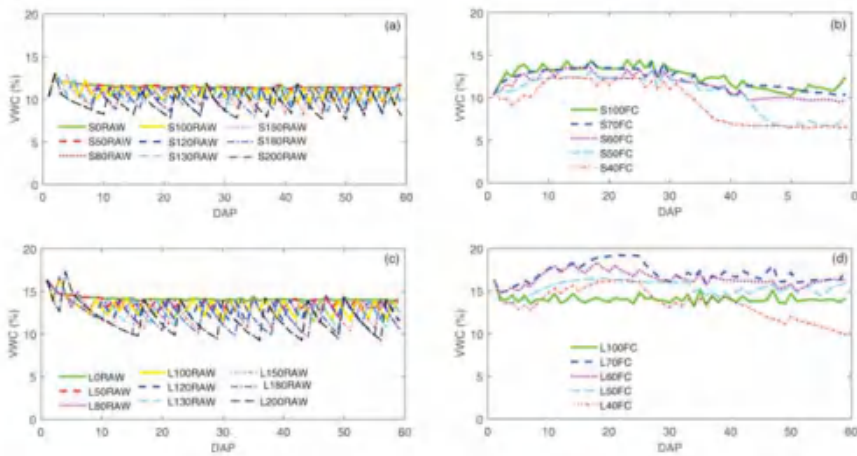 20
(a)
15
VWC (%)
10
S0RAW S100RAW S150RAW
S50RAW S120RAW S180RAW
S80RAW S130RAW S200RAW
5
0
0 10 20 30 40 50 60
DAP
20
(b)
15
VWC (%)
10
S100FC
S70FC
S60FC
S50FC
S40FC
5
0
0 10 20 30 40 5 0
DAP
20
(c)
15
VWC (%)
10
L0RAW L100RAW L150RAW
L50RAW L120RAW L180RAW
L80RAW L130RAW L200RAW
5
0
0 10 20 30 40 50 60
DAP
20
(d)
15
VWC (%)
10
L100FC
L70FC
L60FC
L50FC
L40FC
5
0
0 10 20 30 40 50 60
DAP